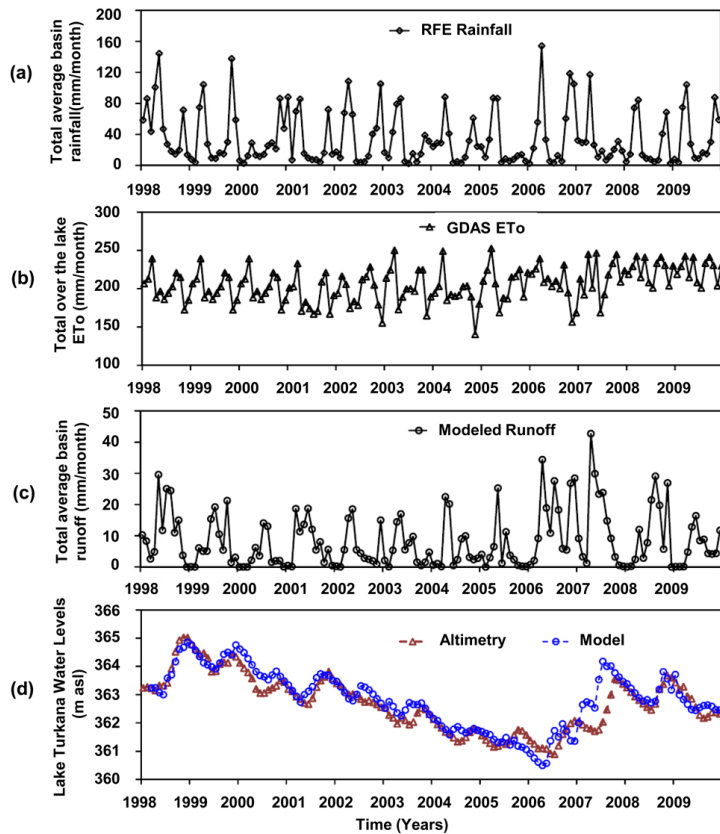 (a)
Total average basin
rainfall(mm/month)
RFE Rainfall
200
160
120
80
40
0
1998 1999 2000 2001 2002 2003 2004 2005 2006 2007 2008 2009
(b)
Total over the lake
ETo (mm/month)
GDAS ETo
300
250
200
150
100
1998 1999 2000 2001 2002 2003 2004 2005 2006 2007 2008 2009
(c)
Total average basin
runoff (mm/month)
Modeled Runoff
50
40
30
20
10
0
1998 1999 2000 2001 2002 2003 2004 2005 2006 2007 2008 2009
(d)
Lake Turkana Water Levels
(m asl)
Altimetry Model
366
365
364
363
362
361
360
1998 1999 2000 2001 2002 2003 2004 2005 2006 2007 2008 2009
Time (Years)